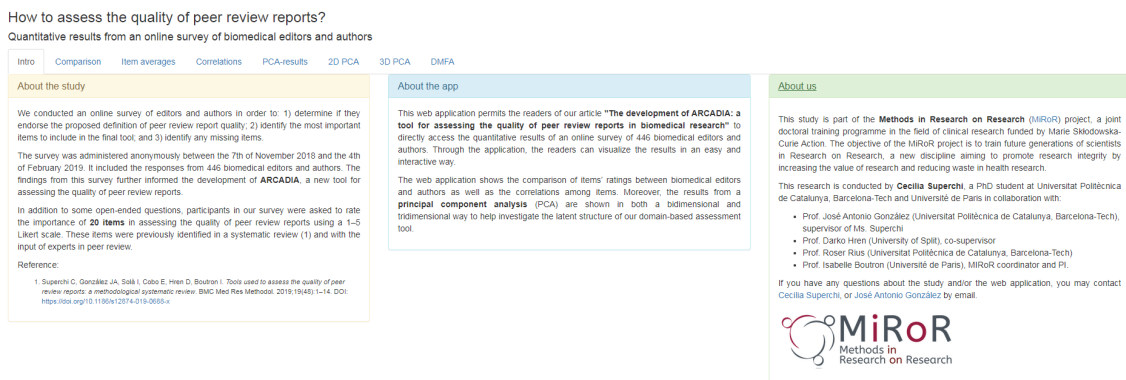 How to assess the quality of peer review reports?
Quantitative results from an online survey of biomedical editors and authors
Intro Comparison Item averages Correlations PCA-results 2D PCA 3D PCA DMFA
About the study
We conducted an online survey of editors and authors in order to: 1) determine if they
endorse the proposed definition of peer review report quality; 2) identify the most important
items to include in the final tool; and 3) identify any missing items.
The survey was administered anonymously between the 7th of November 2018 and the 4th
of February 2019. It included the responses from 446 biomedical editors and authors. The
findings from this survey further informed the development of ARCADIA, a new tool for
assessing the quality of peer review reports.
In addition to some open-ended questions, participants in our survey were asked to rate
the importance of 20 items in assessing the quality of peer review reports using a 1–5
Likert scale. These items were previously identified in a systematic review (1) and with the
input of experts in peer review.
Reference:
1. Superchi C, González JA, Solà I, Cobo E, Hren D, Boutron I. Tools used to assess the quality of peer
review reports: a methodological systematic review. BMC Med Res Methodol. 2019;19(48):1–14. DOI:
https://doi.org/10.1186/s12874-019-0688-x
About the app
This web application permits the readers of our article "The development of ARCADIA: a
tool for assessing the quality of peer review reports in biomedical research" to
directly access the quantitative results of an online survey of 446 biomedical editors and
authors. Through the application, the readers can visualize the results in an easy and
interactive way.
The web application shows the comparison of items' ratings between biomedical editors
and authors as well as the correlations among items. Moreover, the results from a
principal component analysis (PCA) are shown in both a bidimensional and
tridimensional way to help investigate the latent structure of our domain-based assessment
tool.
About us
This study is part of the Methods in Research on Research (MiRoR) project, a joint
doctoral training programme in the field of clinical research funded by Marie Skłodowska-
Curie Action. The objective of the MiRoR project is to train future generations of scientists
in Research on Research, a new discipline aiming to promote research integrity by
increasing the value of research and reducing waste in health research.
This research is conducted by Cecilia Superchi, a PhD student at Universitat Politècnica
de Catalunya, Barcelona-Tech and Université de Paris in collaboration with:
• Prof. José Antonio González (Universitat Politècnica de Catalunya, Barcelona-Tech),
supervisor of Ms. Superchi
• Prof. Darko Hren (University of Split), co-supervisor
• Prof. Roser Rius (Universitat Politècnica de Catalunya, Barcelona-Tech)
• Prof. Isabelle Boutron (Université de Paris), MIRoR coordinator and PI.
If you have any questions about the study and/or the web application, you may contact
Cecilia Superchi, or José Antonio González by email.
MiRoR
Methods in
Research on Research